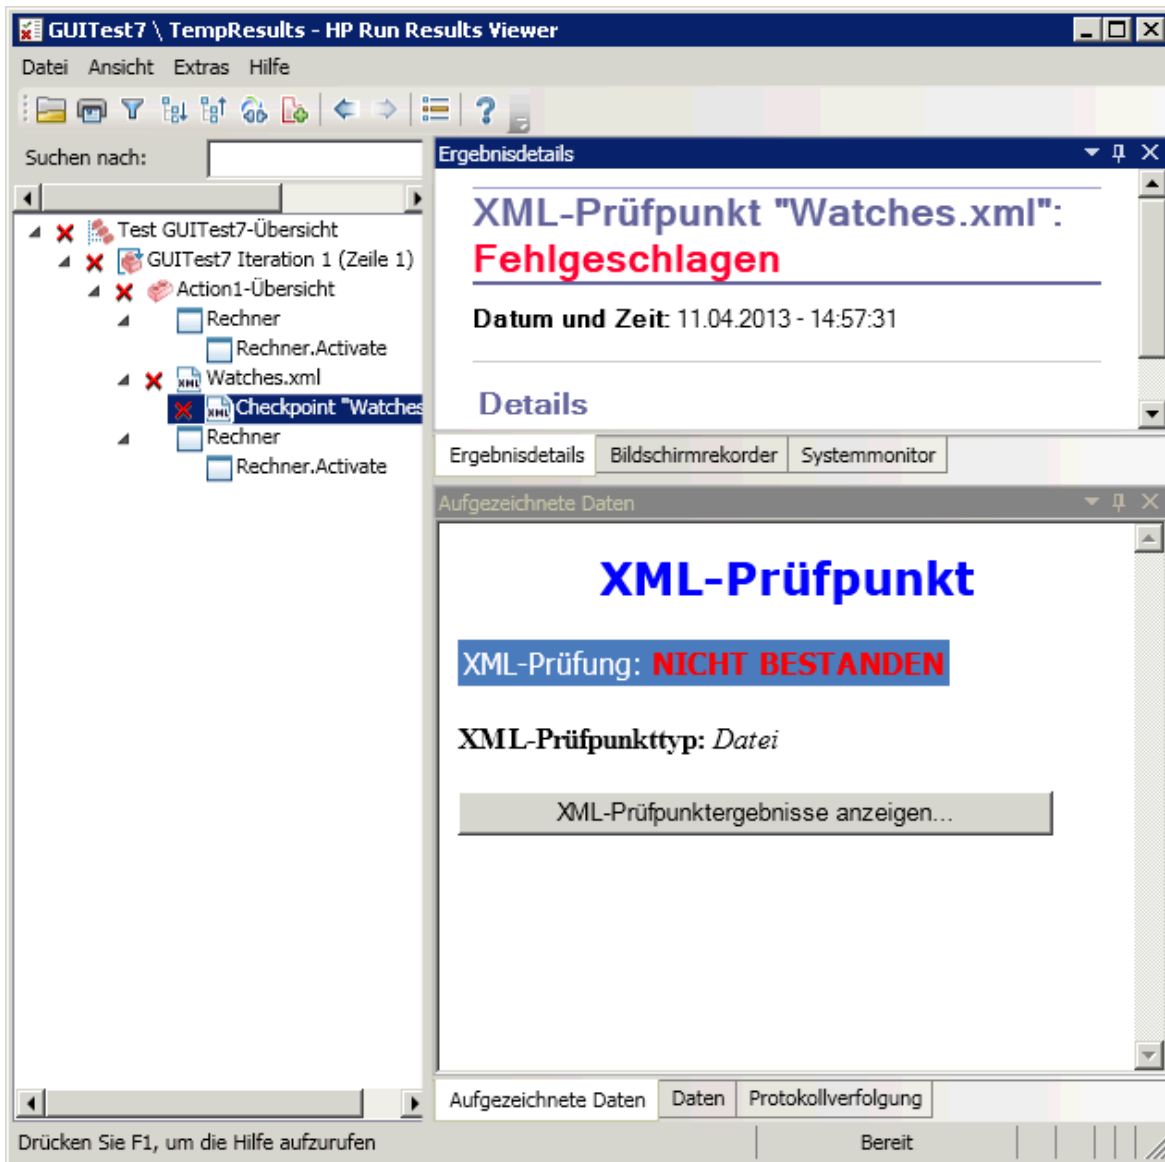 GUITest7 \ TempResults - HP Run Results Viewer
Datei Ansicht Extras Hilfe
Suchen nach:
Test GUITest7-Übersicht
GUITest7 Iteration 1 (Zeile 1)
Action1-Übersicht
Rechner
Rechner.Activate
Watches.xml
Checkpoint "Watches
Rechner
Rechner.Activate
Ergebnisdetails
XML-Prüfpunkt "Watches.xml":
Fehlgeschlagen
Datum und Zeit: 11.04.2013 - 14:57:31
Details
Ergebnisdetails Bildschirmrekorder Systemmonitor
Aufgezeichnete Daten
XML-Prüfpunkt
XML-Prüfung: NICHT BESTANDEN
XML-Prüfpunkttyp: Datei
XML-Prüfpunktergebnisse anzeigen...
Aufgezeichnete Daten Daten Protokollverfolgung
Drücken Sie F1, um die Hilfe aufzurufen Bereit